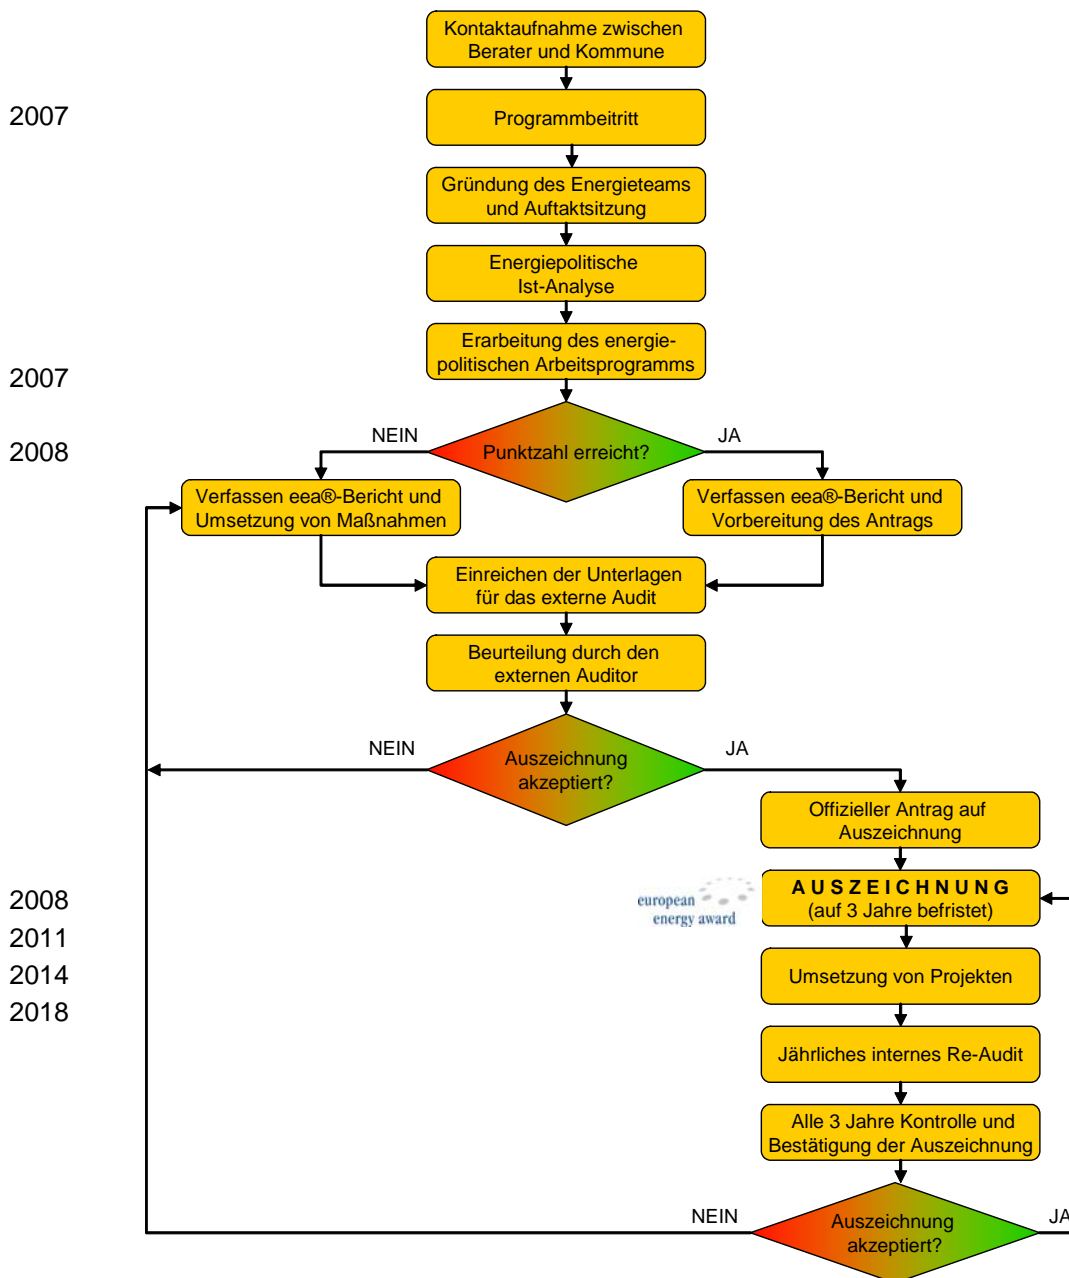 Kontaktaufnahme zwischen
Berater und Kommune
2007
Programmbeitritt
Gründung des Energieteams
und Auftaktsitzung
Energiepolitische
Ist-Analyse
Erarbeitung des energie-
politischen Arbeitsprogramms
2007
2008
NEIN
Punktzahl erreicht?
JA
Verfassen eea®-Bericht und
Umsetzung von Maßnahmen
Verfassen eea®-Bericht und
Vorbereitung des Antrags
Einreichen der Unterlagen
für das externe Audit
Beurteilung durch den
externen Auditor
NEIN
Auszeichnung
akzeptiert?
JA
Offizieller Antrag auf
Auszeichnung
2008
european
energy award
AUSZEICHNUNG
(auf 3 Jahre befristet)
2011
2014
Umsetzung von Projekten
2018
Jährliches internes Re-Audit
Alle 3 Jahre Kontrolle und
Bestätigung der Auszeichnung
NEIN
Auszeichnung
akzeptiert?
JA